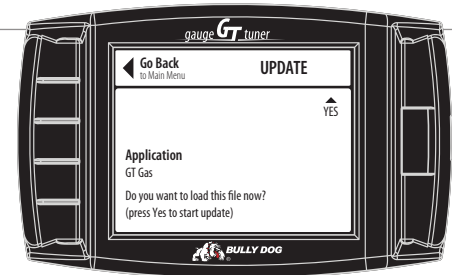 gauge GT tuner
Go Back
to Main Menu
UPDATE
YES
Application
GT Gas
Do you want to load this file now?
(press Yes to start update)
BULLY DOG